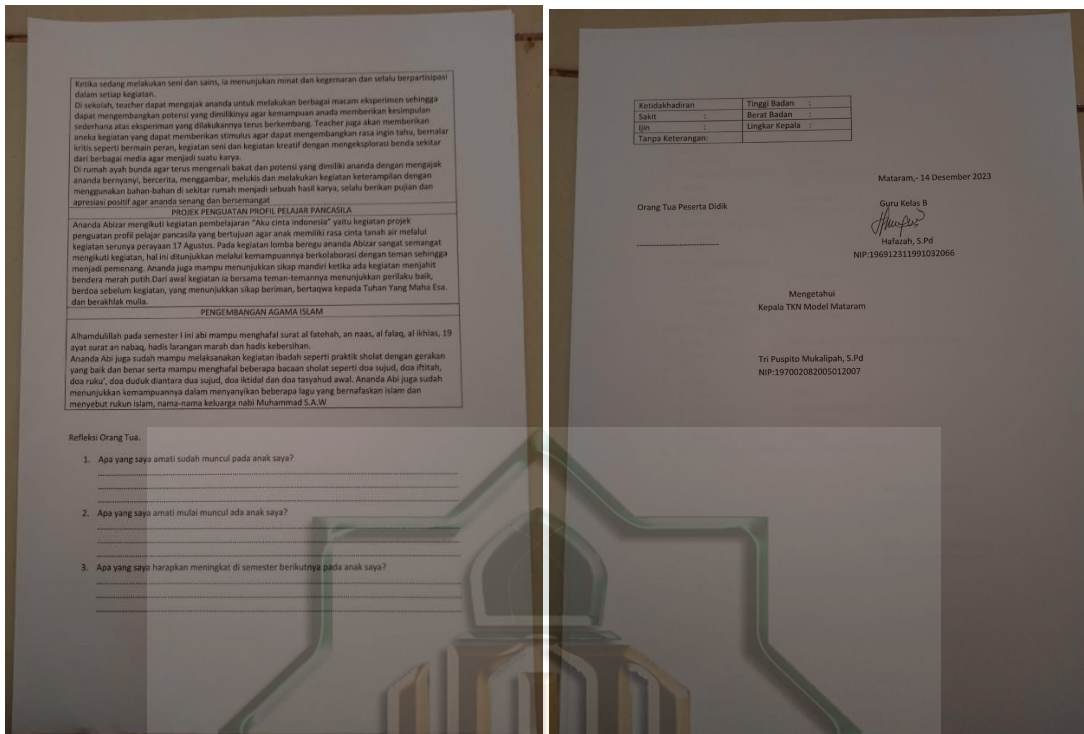 Ketika sedang melakukan seni dan sains, ia menunjukan minat dan kegemaran dan selalu berpartisipasi
dalam setiap kegiatan.
Di sekolah, teacher dapat mengajak ananda untuk melakukan berbagai macam eksperimen sehingga
dapat mengembangkan potensi yang dimilikinya agar kemampuan anada memberikan kesimpulan
sederhana atas eksperiman yang dilakukannya terus berkembang. Teacher juga akan memberikan
aneka kegiatan yang dapat memberikan stimulus agar dapat mengembangkan rasa ingin tahu, bernalar
kritis seperti bermain peran, kegiatan seni dan kegiatan kreatif dengan mengeksplorasi benda sekitar
dari berbagai media agar menjadi suatu karya.
Di rumah ayah bunda agar terus mengenali bakat dan potensi yang dimiliki ananda dengan mengajak
ananda bernyanyi, bercerita, menggambar, melukis dan melakukan kegiatan keterampilan dengan
menggunakan bahan-bahan di sekitar rumah menjadi sebuah hasil karya, selalu berikan pujian dan
apresiasi positif agar ananda senang dan bersemangat
PROJEK PENGUATAN PROFIL PELAJAR PANCASILA
Ananda Abizar mengikuti kegiatan pembelajaran "Aku cinta Indonesia" yaitu kegiatan projek
penguatan profil pelajar pancasila yang bertujuan agar anak memiliki rasa cinta tanah air melalui
kegiatan serunya perayaan 17 Agustus. Pada kegiatan lomba beregu ananda Abizar sangat semangat
mengikuti kegiatan, hal ini ditunjukkan melalui kemampuannya berkolaborasi dengan teman sehingga
menjadi pemenang. Ananda juga mampu menunjukkan sikap mandiri ketika ada kegiatan menjahit
bendera merah putih.Dari awal kegiatan ia bersama teman-temannya menunjukkan perilaku baik,
berdoa sebelum kegiatan, yang menunjukkan sikap beriman, bertaqwa kepada Tuhan Yang Maha Esa.
dan berakhlak mulia.
PENGEMBANGAN AGAMA ISLAM
Alhamdulillah pada semester I ini abi mampu menghafal surat al fatehah, an naas, al falaq, al ikhlas, 19
ayat surat an nabaq, hadis larangan marah dan hadis kebersihan.
Ananda Abi juga sudah mampu melaksanakan kegiatan ibadah seperti praktik sholat dengan gerakan
yang baik dan benar serta mampu menghafal beberapa bacaan sholat seperti doa sujud, doa iftitah,
doa ruku', doa duduk diantara dua sujud, doa iktidal dan doa tasyahud awal. Ananda Abi juga sudah
menunjukkan kemampuannya dalam menyanyikan beberapa lagu yang bernafaskan islam dan
menyebut rukun islam, nama-nama keluarga nabi Muhammad S.A.W
Refleksi Orang Tua.
1. Apa yang saya amati sudah muncul pada anak saya?
2. Apa yang saya amati mulai muncul ada anak saya?
3. Apa yang saya harapkan meningkat di semester berikutnya pada anak saya?
Ketidakhadiran Tinggi Badan :
Sakit : Berat Badan :
Ijin : Lingkar Kepala :
Tanpa Keterangan:
Mataram,- 14 Desember 2023
Orang Tua Peserta Didik Guru Kelas B
Hafazah, S.Pd
NIP:196912311991032066
Mengetahui
Kepala TKN Model Mataram
Tri Puspito Mukalipah, S.Pd
NIP:197002082005012007